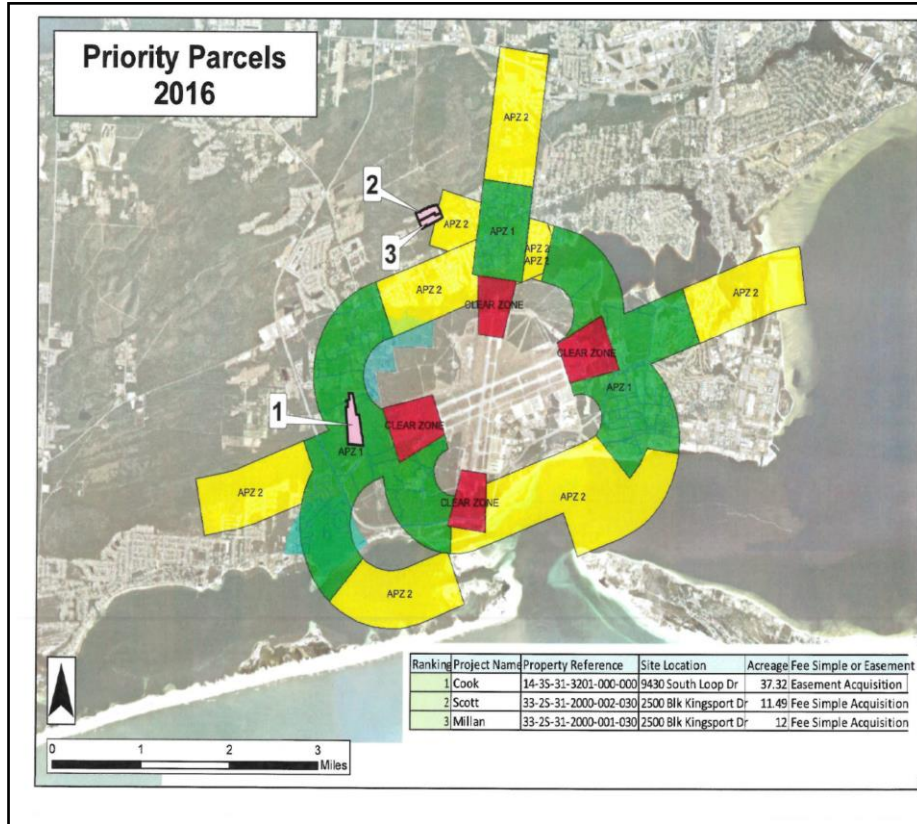 Priority Parcels
2016
APZ 2
2
3
APZ 2
APZ 1
APZ 2
APZ 2
APZ 2
CLEAR ZONE
APZ 2
CLEAR ZONE
APZ 1
1
CLEAR ZONE
APZ 1
APZ 2
CLEAR ZONE
APZ 2
APZ 2
Ranking Project Name Property Reference Site Location Acreage Fee Simple or Easement
1 Cook 14-3S-31-3201-000-000 9430 South Loop Dr 37.32 Easement Acquisition
2 Scott 33-2S-31-2000-002-030 2500 Blk Kingsport Dr 11.49 Fee Simple Acquisition
3 Millan 33-2S-31-2000-001-030 2500 Blk Kingsport Dr 12 Fee Simple Acquisition
0 1 2 3
Miles